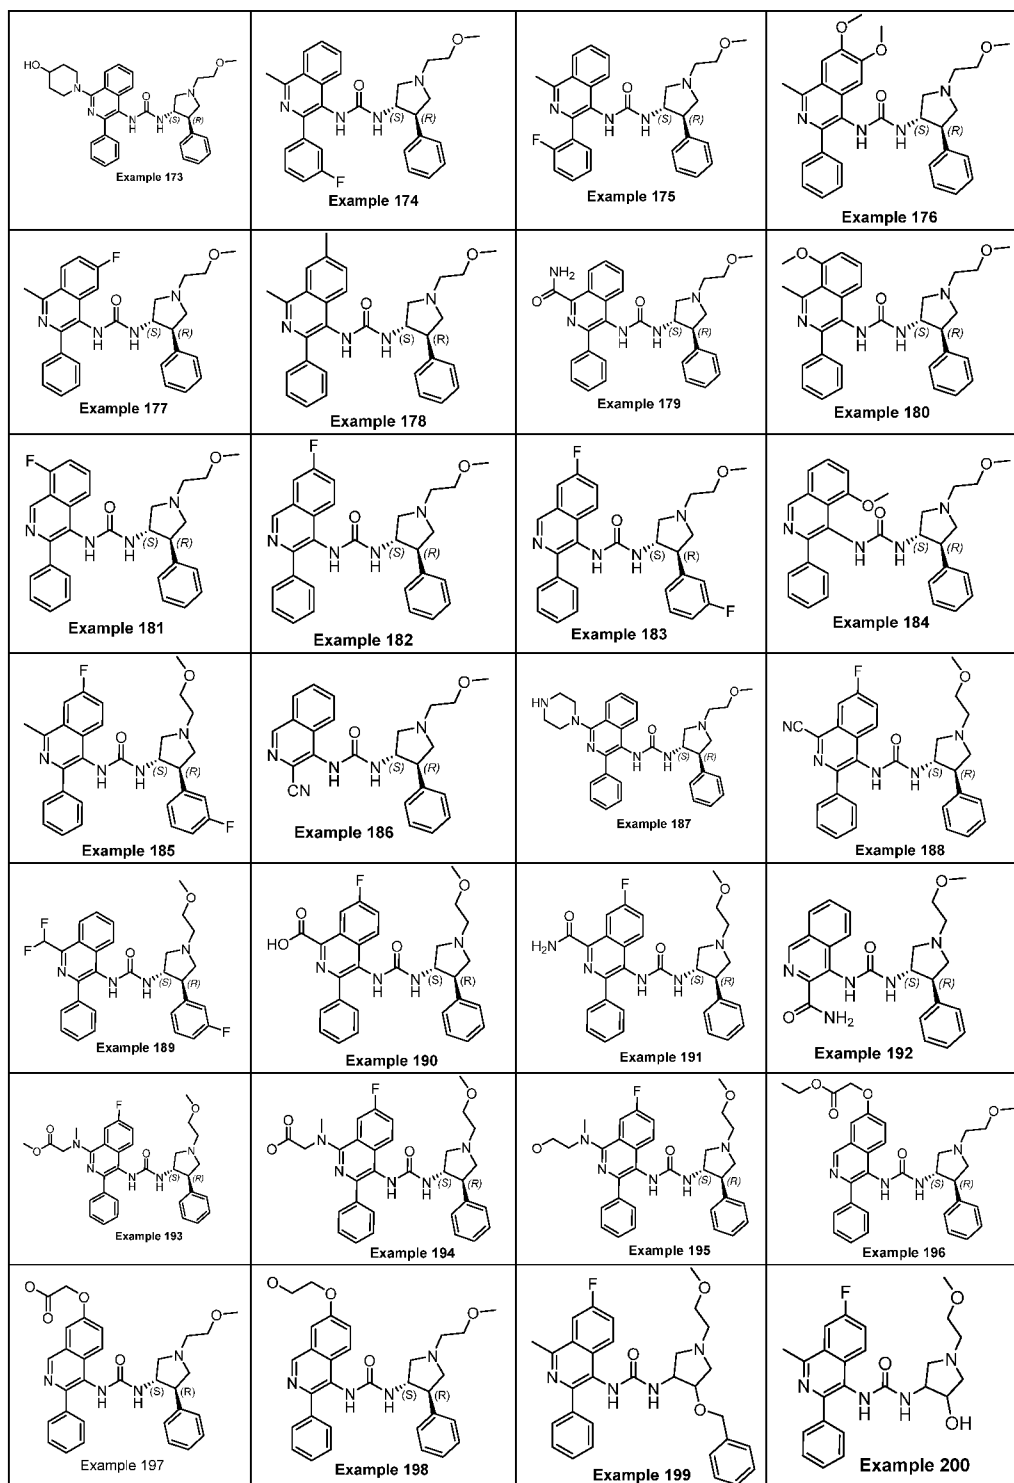 HO
N
N
O
N
H
H
N
(S)
(R)
N
O
Example 173
N
F
N
H
O
N
H
(S)
(R)
N
O
Example 174
N
F
N
H
O
N
H
(S)
(R)
N
O
Example 175
O
O
N
N
H
O
N
H
(S)
(R)
N
O
Example 176
F
N
N
H
O
N
H
(S)
(R)
N
O
Example 177
N
N
H
O
N
H
(S)
(R)
N
O
Example 178
NH2
O
N
N
H
O
N
H
(S)
(R)
N
O
Example 179
O
N
N
H
O
N
H
(S)
(R)
N
O
Example 180
F
N
N
H
O
N
H
(S)
(R)
N
O
Example 181
F
N
N
H
O
N
H
(S)
(R)
N
O
Example 182
F
N
N
H
O
N
H
(S)
(R)
N
O
F
Example 183
O
N
N
H
O
N
H
(S)
(R)
N
O
Example 184
F
N
N
H
O
N
H
(S)
(R)
N
O
F
Example 185
N
CN
N
H
O
N
H
(S)
(R)
N
O
Example 186
HN
N
N
N
H
O
N
H
(S)
(R)
N
O
Example 187
F
NC
N
N
H
O
N
H
(S)
(R)
N
O
Example 188
F
F
N
N
H
O
N
H
(S)
(R)
N
O
F
Example 189
F
O
HO
N
N
H
O
N
H
(S)
(R)
N
O
Example 190
F
O
H2N
N
N
H
O
N
H
(S)
(R)
N
O
Example 191
N
O
NH2
N
H
O
N
H
(S)
(R)
N
O
Example 192
F
O
O
N
N
N
H
O
N
H
(S)
(R)
N
O
Example 193
F
O
O
N
N
N
H
O
N
H
(S)
(R)
N
O
Example 194
F
O
N
N
N
H
O
N
H
(S)
(R)
N
O
Example 195
O
O
O
N
N
H
O
N
H
(S)
(R)
N
O
Example 196
O
O
O
N
N
H
O
N
H
(S)
(R)
N
O
Example 197
O
O
N
N
H
O
N
H
(S)
(R)
N
O
Example 198
F
N
N
H
O
N
H
N
O
O
Example 199
F
N
N
H
O
N
H
N
O
OH
Example 200